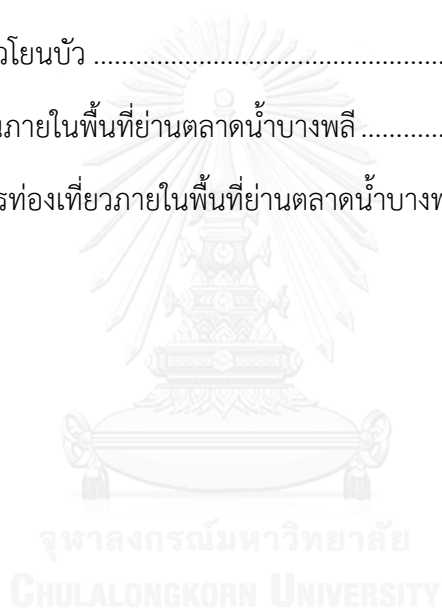 วโยนบัว ..................................................
นภายในพื้นที่ย่านตลาดน้ำบางพลี ............
รท่องเที่ยวภายในพื้นที่ย่านตลาดน้ำบางพ
จุฬาลงกรณ์มหาวิทยาลัย
CHULALONGKORN UNIVERSITY